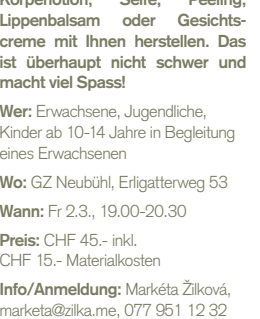 Körperlotion, Seife, Peeling,
Lippenbalsam oder Gesichts-
creme mit Ihnen herstellen. Das
ist überhaupt nicht schwer und
macht viel Spass!
Wer: Erwachsene, Jugendliche,
Kinder ab 10-14 Jahre in Begleitung
eines Erwachsenen
Wo: GZ Neubühl, Erligatterweg 53
Wann: Fr 2.3., 19.00-20.30
Preis: CHF 45.- inkl.
CHF 15.- Materialkosten
Info/Anmeldung: Markéta Žilková,
marketa@zilka.me, 077 951 12 32